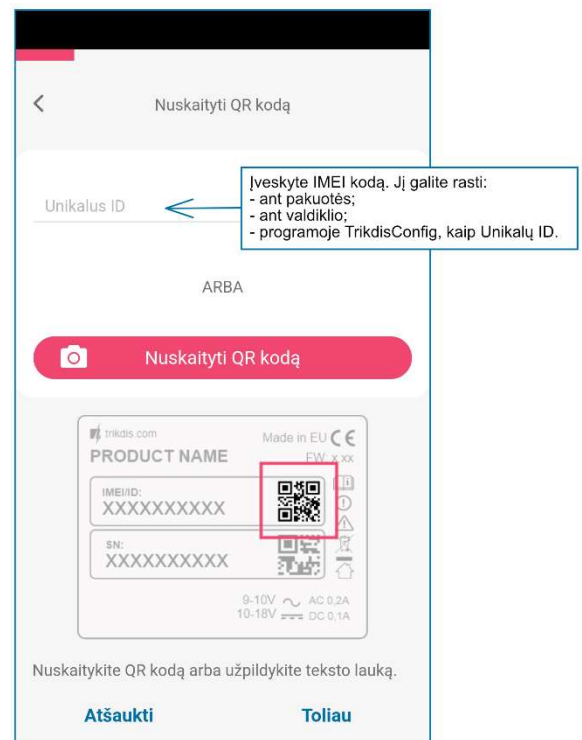 Nuskaityti QR kodą
Unikalus ID
Įveskyte IMEI kodą. Jį galite rasti:
- ant pakuotės;
- ant valdiklio;
- programoje TrikdisConfig, kaip Unikalų ID.
ARBA
Nuskaityti QR kodą
trikdis.com
Made in EU CE
PRODUCT NAME
FW: x.xx
IMEI/ID:
XXXXXXXXXX
SN:
XXXXXXXXXX
9-10V AC 0,2A
10-18V DC 0,1A
Nuskaitykite QR kodą arba užpildykite teksto lauką.
Atšaukti
Toliau